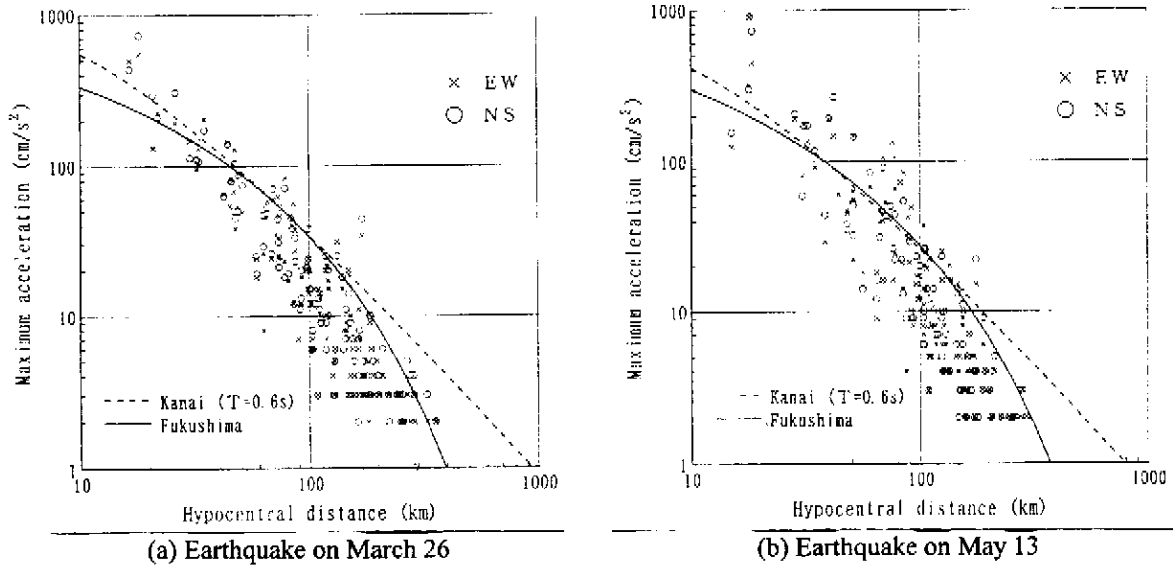 1000
100
10
1
Maximum acceleration (cm/s²)
× EW
○ NS
Kanai (T=0.6s)
Fukushima
10 100 1000
Hypocentral distance (km)
(a) Earthquake on March 26
1000
100
10
1
Maximum acceleration (cm/s²)
× EW
○ NS
Kanai (T=0.6s)
Fukushima
10 100 1000
Hypocentral distance (km)
(b) Earthquake on May 13